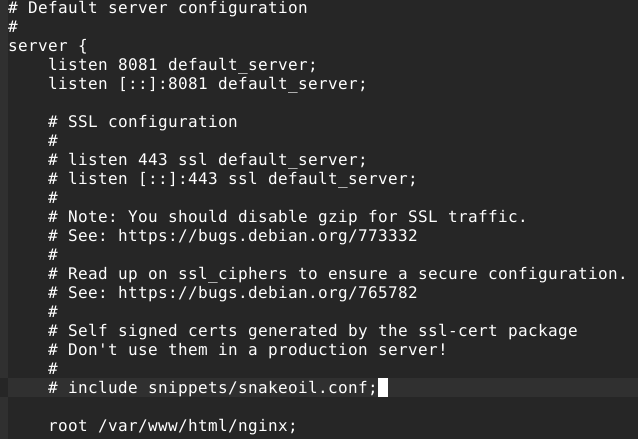 # Default server configuration
#
server {
listen 8081 default_server;
listen [::]:8081 default_server;
# SSL configuration
#
# listen 443 ssl default_server;
# listen [::]:443 ssl default_server;
#
# Note: You should disable gzip for SSL traffic.
# See: https://bugs.debian.org/773332
#
# Read up on ssl_ciphers to ensure a secure configuration.
# See: https://bugs.debian.org/765782
#
# Self signed certs generated by the ssl-cert package
# Don't use them in a production server!
#
# include snippets/snakeoil.conf;
root /var/www/html/nginx;